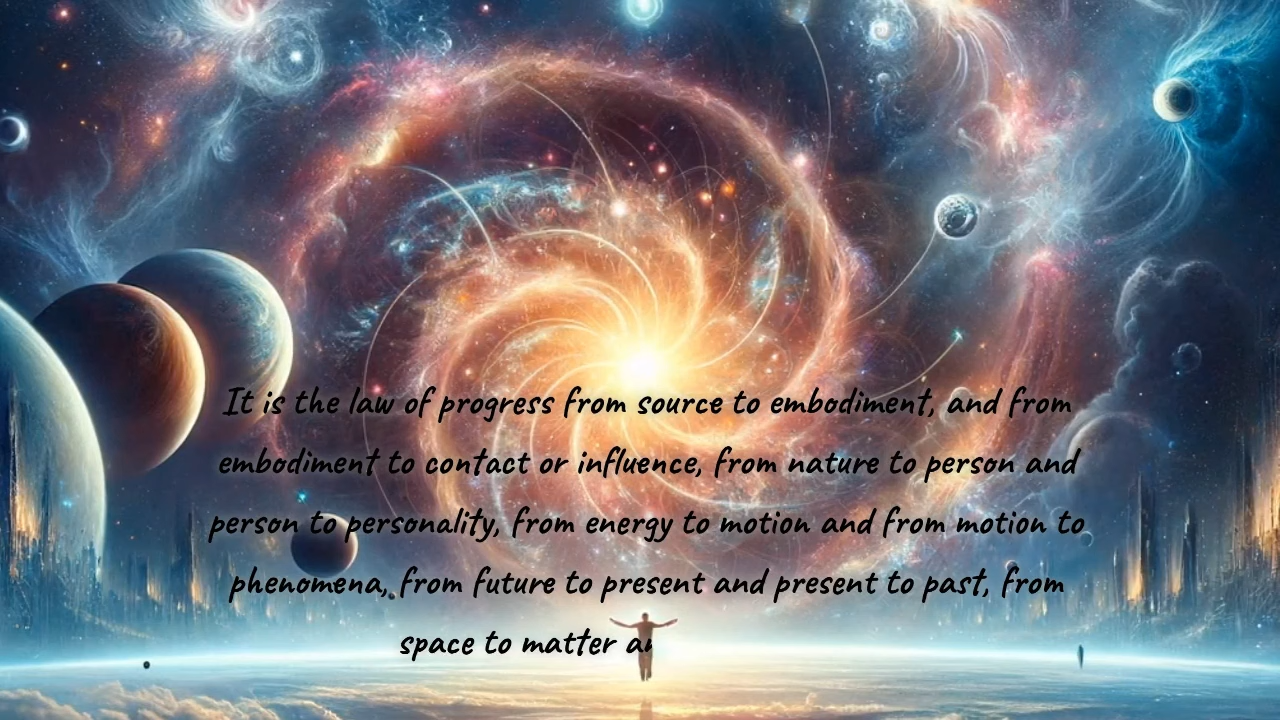 It is the law of progress from source to embodiment, and from
embodiment to contact or influence, from nature to person and
person to personality, from energy to motion and from motion to
phenomena, from future to present and present to past, from
space to matter